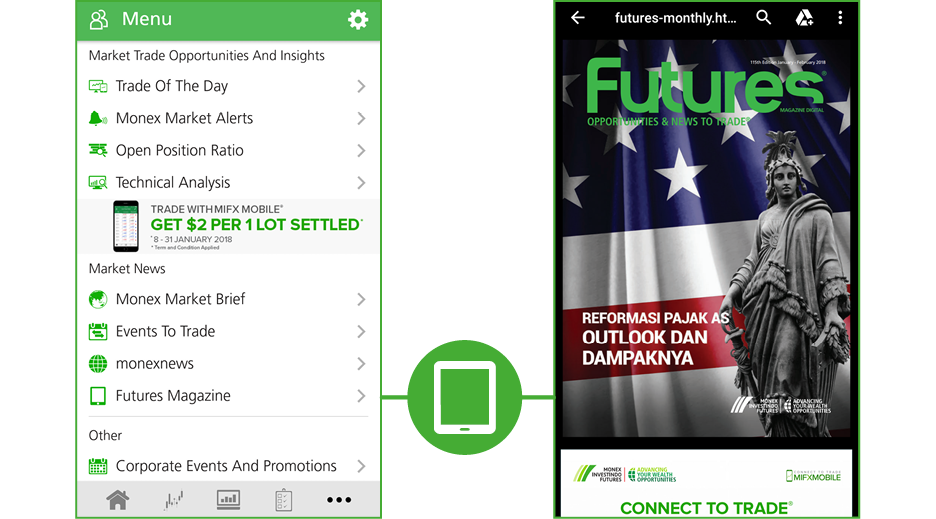 Menu
Market Trade Opportunities And Insights
Trade Of The Day
Monex Market Alerts
Open Position Ratio
Technical Analysis
TRADE WITH MIFX MOBILE®
GET $2 PER 1 LOT SETTLED*
*8 - 31 JANUARY 2018
* Term and Condition Applied
Market News
Monex Market Brief
Events To Trade
monexnews
Futures Magazine
Other
Corporate Events And Promotions
futures-monthly.ht...
115th Edition January - February 2018
Futures®
MAGAZINE DIGITAL
OPPORTUNITIES & NEWS TO TRADE®
REFORMASI PAJAK AS
OUTLOOK DAN
DAMPAKNYA
MONEX INVESTINDO FUTURES
ADVANCING YOUR WEALTH OPPORTUNITIES
MONEX INVESTINDO FUTURES
ADVANCING YOUR WEALTH OPPORTUNITIES
CONNECT TO TRADE
MIFXMOBILE
CONNECT TO TRADE®